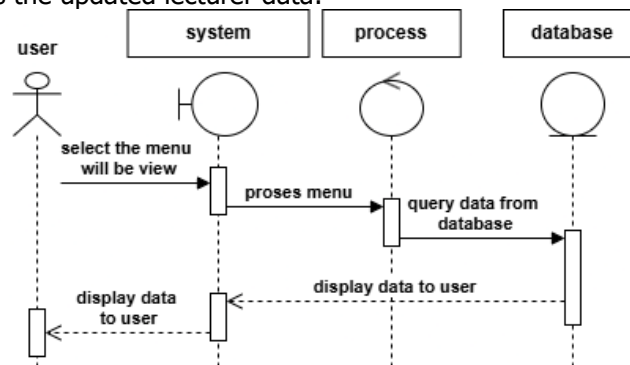 s the updated lecturer data.
system
process
database
user
select the menu
will be view
proses menu
query data from
database
display data to user
display data
to user